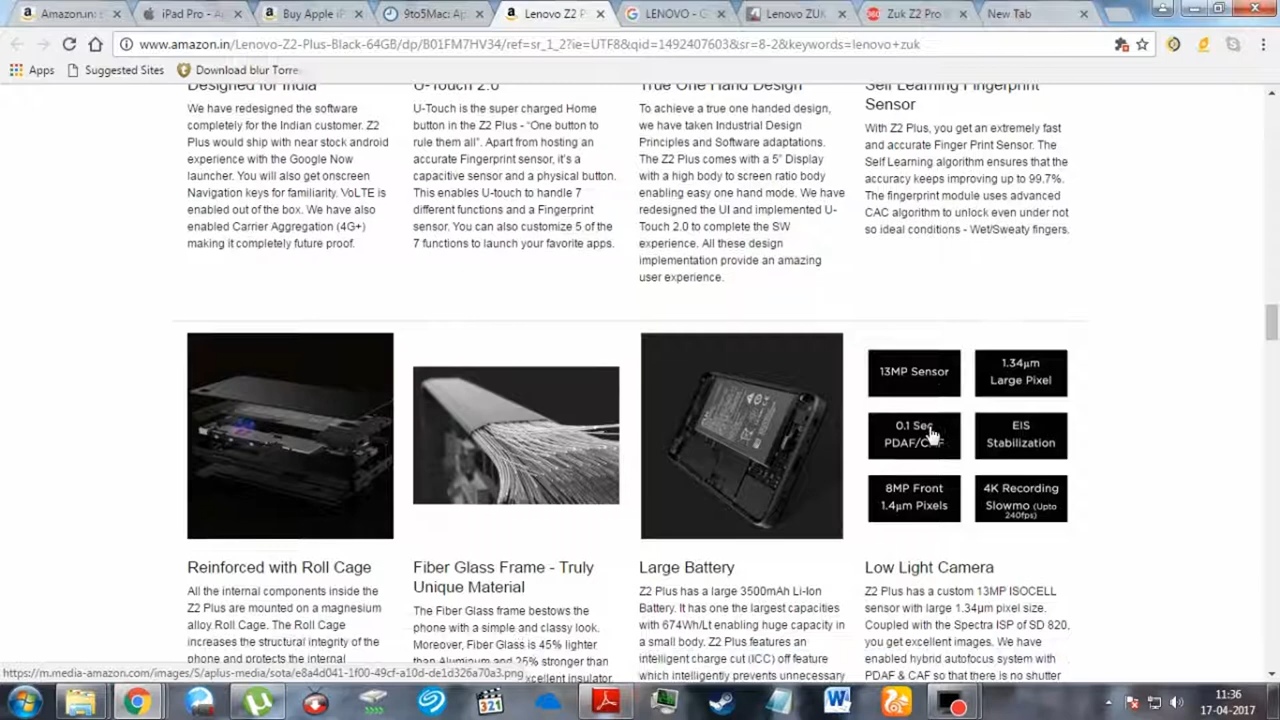 Amazon.in:
iPad Pro - A
Buy Apple iP
9to5Mac: Ap
Lenovo Z2 P
LENOVO - G
Lenovo ZUK
Zuk Z2 Pro
New Tab
www.amazon.in/Lenovo-Z2-Plus-Black-64GB/dp/B01FM7HV34/ref=sr_1_2?ie=UTF8&qid=1492407603&sr=8-2&keywords=lenovo+zuk
Apps
Suggested Sites
Download blur Torre
Designed for India
We have redesigned the software
completely for the Indian customer. Z2
Plus would ship with near stock android
experience with the Google Now
launcher. You will also get onscreen
Navigation keys for familiarity. VoLTE is
enabled out of the box. We have also
enabled Carrier Aggregation (4G+)
making it completely future proof.
U-Touch 2.0
U-Touch is the super charged Home
button in the Z2 Plus - "One button to
rule them all". Apart from hosting an
accurate Fingerprint sensor, it's a
capacitive sensor and a physical button.
This enables U-touch to handle 7
different functions and a Fingerprint
sensor. You can also customize 5 of the
7 functions to launch your favorite apps.
True One Hand Design
To achieve a true one handed design,
we have taken Industrial Design
Principles and Software adaptations.
The Z2 Plus comes with a 5" Display
with a high body to screen ratio body
enabling easy one hand mode. We have
redesigned the UI and implemented U-
Touch 2.0 to complete the SW
experience. All these design
implementation provide an amazing
user experience.
Self Learning Fingerprint
Sensor
With Z2 Plus, you get an extremely fast
and accurate Finger Print Sensor. The
Self Learning algorithm ensures that the
accuracy keeps improving up to 99.7%.
The fingerprint module uses advanced
CAC algorithm to unlock even under not
so ideal conditions - Wet/Sweaty fingers.
13MP Sensor
1.34µm
Large Pixel
0.1 Sec
PDAF/CAF
EIS
Stabilization
8MP Front
1.4µm Pixels
4K Recording
Slowmo (Upto
240fps)
Reinforced with Roll Cage
All the internal components inside the
Z2 Plus are mounted on a magnesium
alloy Roll Cage. The Roll Cage
increases the structural integrity of the
phone and protects the internal
Fiber Glass Frame - Truly
Unique Material
The Fiber Glass frame bestows the
phone with a simple and classy look.
Moreover, Fiber Glass is 45% lighter
than Aluminum and 25% stronger than
excellent insulator
Large Battery
Z2 Plus has a large 3500mAh Li-Ion
Battery. It has one the largest capacities
with 674Wh/Lt enabling huge capacity in
a small body. Z2 Plus features an
intelligent charge cut (ICC) off feature
which intelligently prevents unnecessary
Low Light Camera
Z2 Plus has a custom 13MP ISOCELL
sensor with large 1.34µm pixel size.
Coupled with the Spectra ISP of SD 820,
you get excellent images. We have
enabled hybrid autofocus system with
PDAF & CAF so that there is no shutter
https://m.media-amazon.com/images/S/aplus-media/sota/e8a4d041-1f00-49cf-a10d-de1d326a70a3.png
321
11:36
17-04-2017